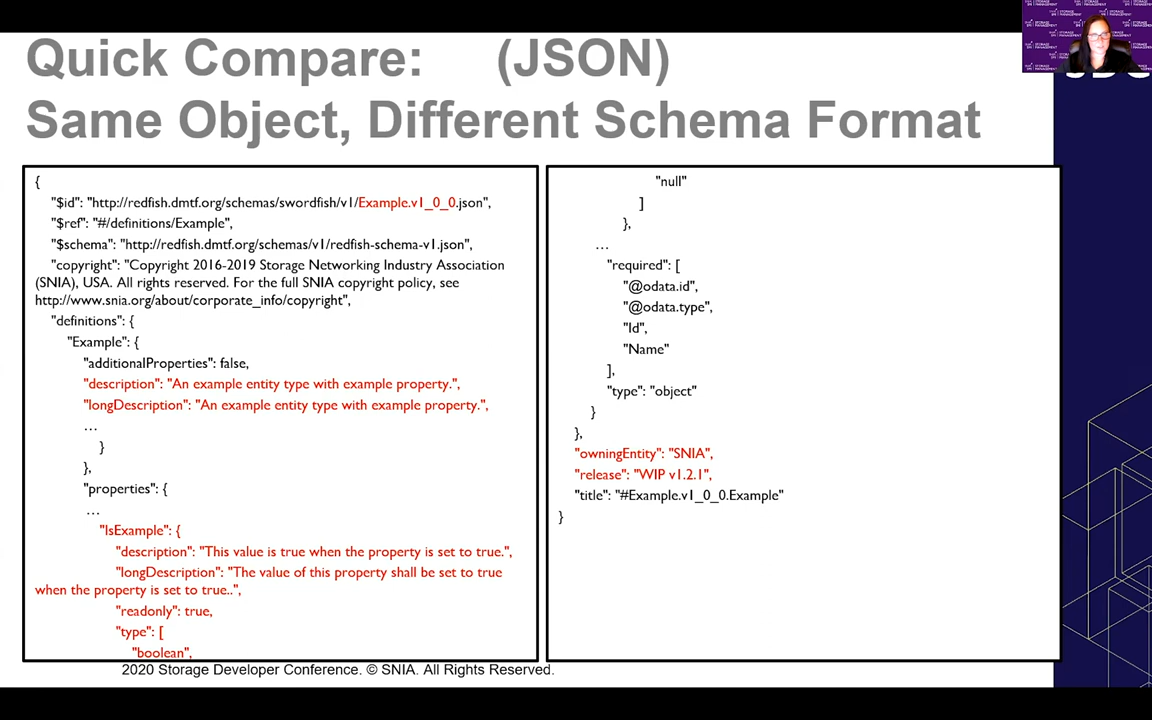 Quick Compare: (JSON)
Same Object, Different Schema Format
{
"$id": "http://redfish.dmtf.org/schemas/swordfish/v1/Example.v1_0_0.json",
"$ref": "#/definitions/Example",
"$schema": "http://redfish.dmtf.org/schemas/v1/redfish-schema-v1.json",
"copyright": "Copyright 2016-2019 Storage Networking Industry Association
(SNIA), USA. All rights reserved. For the full SNIA copyright policy, see
http://www.snia.org/about/corporate_info/copyright",
"definitions": {
"Example": {
"additionalProperties": false,
"description": "An example entity type with example property.",
"longDescription": "An example entity type with example property.",
...
}
},
"properties": {
...
"IsExample": {
"description": "This value is true when the property is set to true.",
"longDescription": "The value of this property shall be set to true
when the property is set to true..",
"readonly": true,
"type": [
"boolean",
"null"
]
},
...
"required": [
"@odata.id",
"@odata.type",
"Id",
"Name"
],
"type": "object"
}
},
"owningEntity": "SNIA",
"release": "WIP v1.2.1",
"title": "#Example.v1_0_0.Example"
}
2020 Storage Developer Conference. © SNIA. All Rights Reserved.